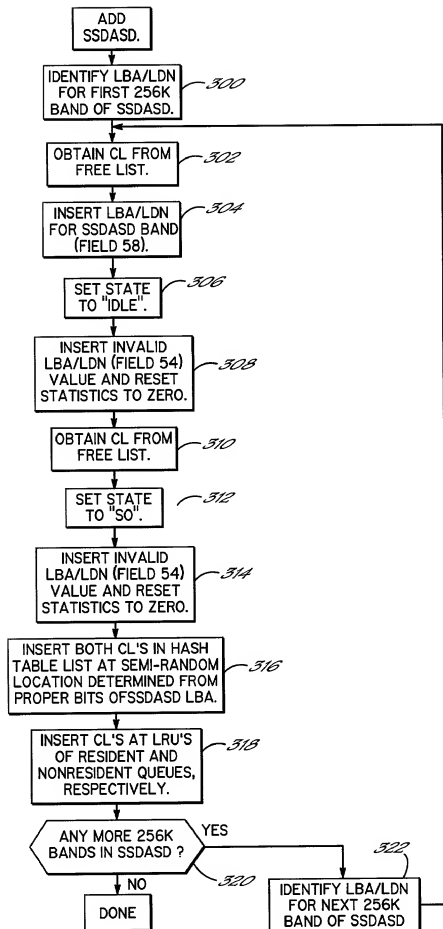 ADD
SSDASD.
IDENTIFY LBA/LDN
FOR FIRST 256K
BAND OF SSDASD.
300
OBTAIN CL FROM
FREE LIST.
302
INSERT LBA/LDN
FOR SSDASD BAND
(FIELD 58).
304
SET STATE
TO "IDLE".
306
INSERT INVALID
LBA/LDN (FIELD 54)
VALUE AND RESET
STATISTICS TO ZERO.
308
OBTAIN CL FROM
FREE LIST.
310
SET STATE
TO "SO".
312
INSERT INVALID
LBA/LDN (FIELD 54)
VALUE AND RESET
STATISTICS TO ZERO.
314
INSERT BOTH CL'S IN HASH
TABLE LIST AT SEMI-RANDOM
LOCATION DETERMINED FROM
PROPER BITS OFSSDASD LBA.
316
INSERT CL'S AT LRU'S
OF RESIDENT AND
NONRESIDENT QUEUES,
RESPECTIVELY.
318
ANY MORE 256K
BANDS IN SSDASD ?
YES
320
NO
DONE
322
IDENTIFY LBA/LDN
FOR NEXT 256K
BAND OF SSDASD